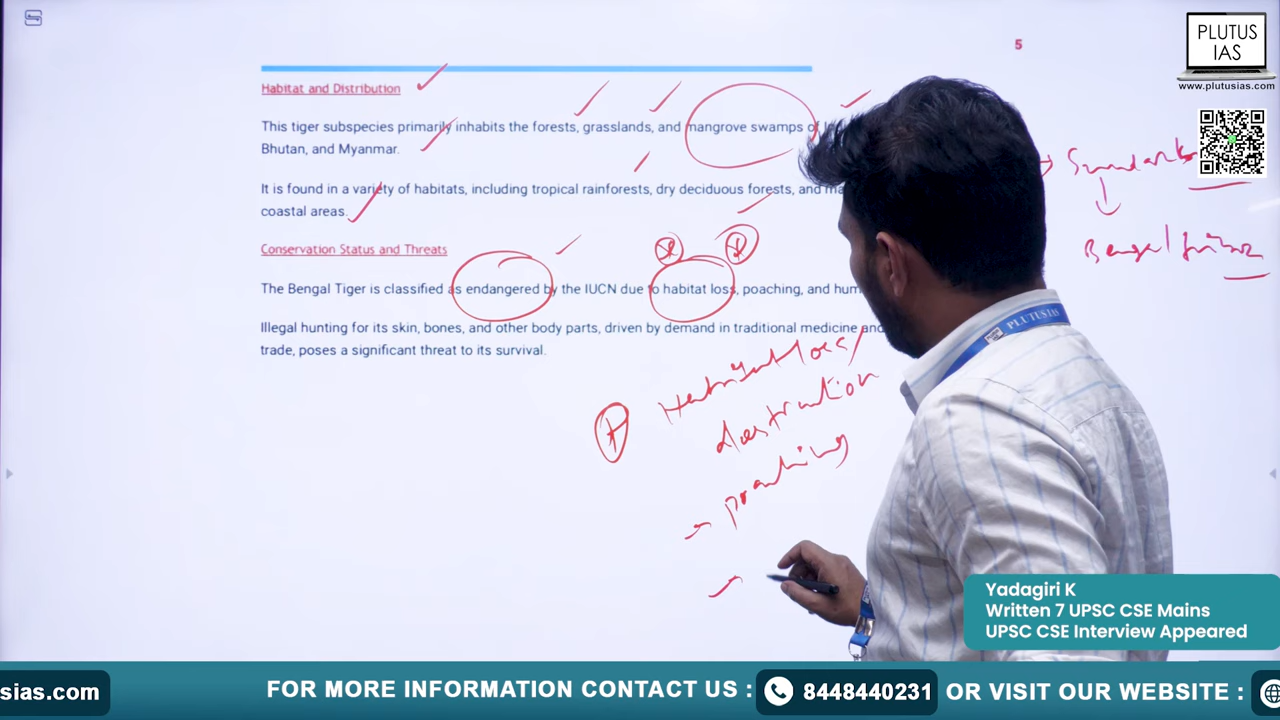 5
PLUTUS
IAS
www.plutusias.com
Habitat and Distribution
This tiger subspecies primarily inhabits the forests, grasslands, and mangrove swamps of
Bhutan, and Myanmar.
It is found in a variety of habitats, including tropical rainforests, dry deciduous forests, and
coastal areas.
Conservation Status and Threats
The Bengal Tiger is classified as endangered by the IUCN due to habitat loss, poaching, and
Illegal hunting for its skin, bones, and other body parts, driven by demand in traditional medicine and
trade, poses a significant threat to its survival.
Bengal
Habitat loss/
destruction
poaching
PLUTUS IAS
Yadagiri K
Written 7 UPSC CSE Mains
UPSC CSE Interview Appeared
sias.com
FOR MORE INFORMATION CONTACT US :
8448440231
OR VISIT OUR WEBSITE :